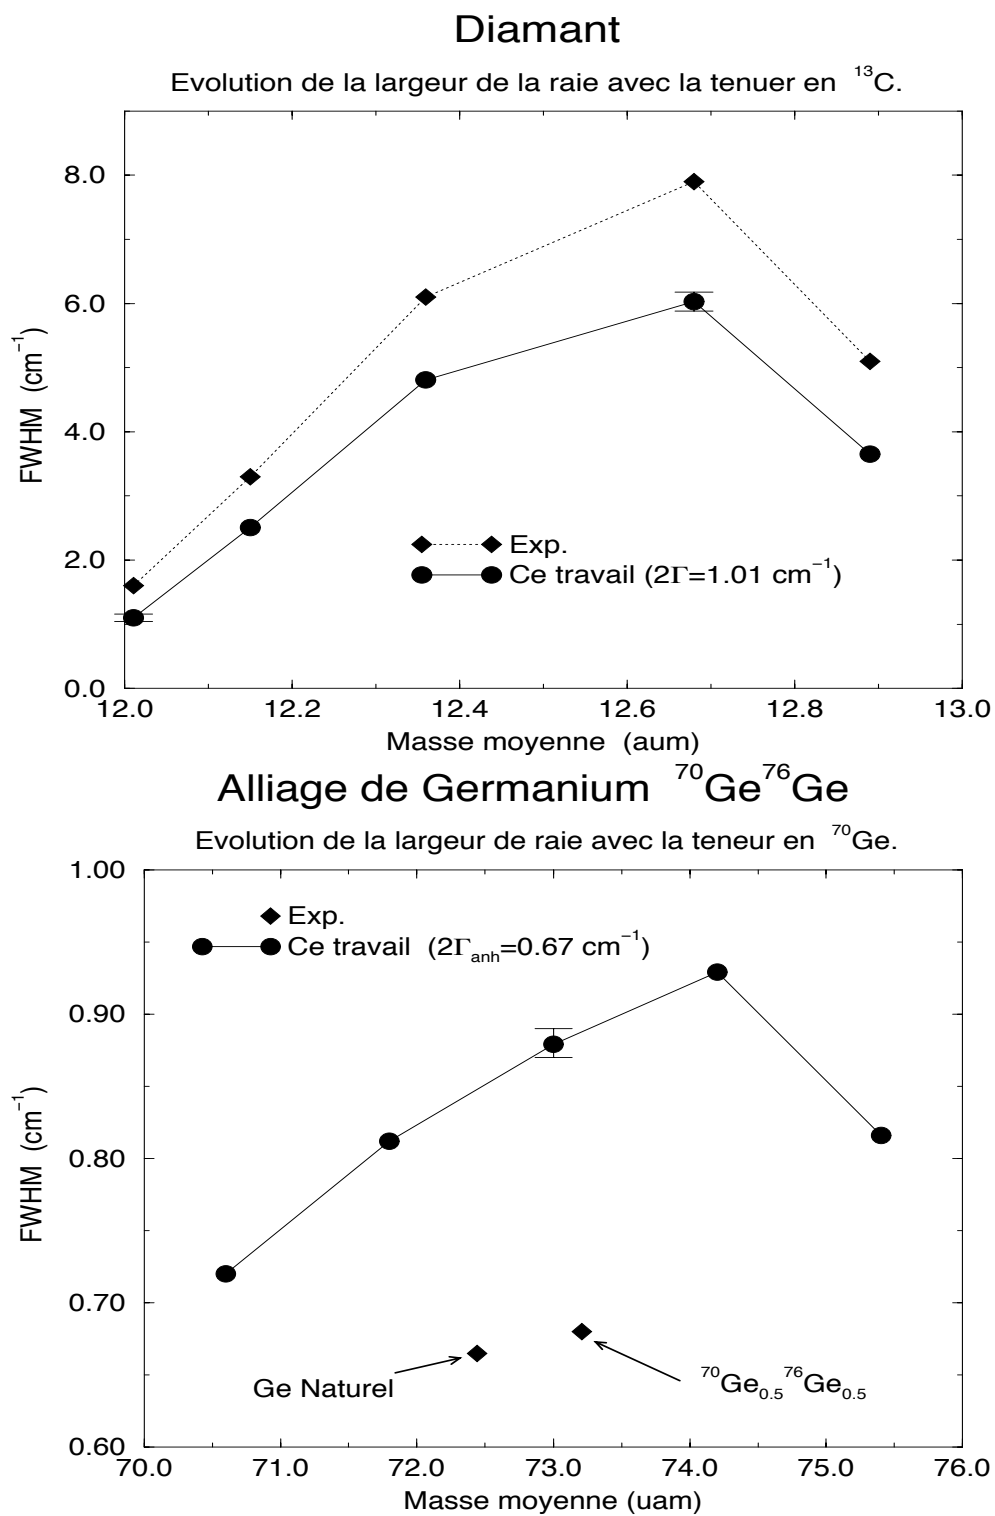 Diamant
Evolution de la largeur de la raie avec la tenuer en ¹³C.
8.0
6.0
4.0
2.0
0.0
FWHM (cm⁻¹)
Exp.
Ce travail (2Γ=1.01 cm⁻¹)
12.0 12.2 12.4 12.6 12.8 13.0
Masse moyenne (aum)
Alliage de Germanium ⁷⁰Ge⁷⁶Ge
Evolution de la largeur de raie avec la teneur en ⁷⁰Ge.
1.00
0.90
0.80
0.70
0.60
FWHM (cm⁻¹)
Exp.
Ce travail (2Γₐₙₕ=0.67 cm⁻¹)
Ge Naturel
⁷⁰Ge₀.₅⁷⁶Ge₀.₅
70.0 71.0 72.0 73.0 74.0 75.0 76.0
Masse moyenne (uam)